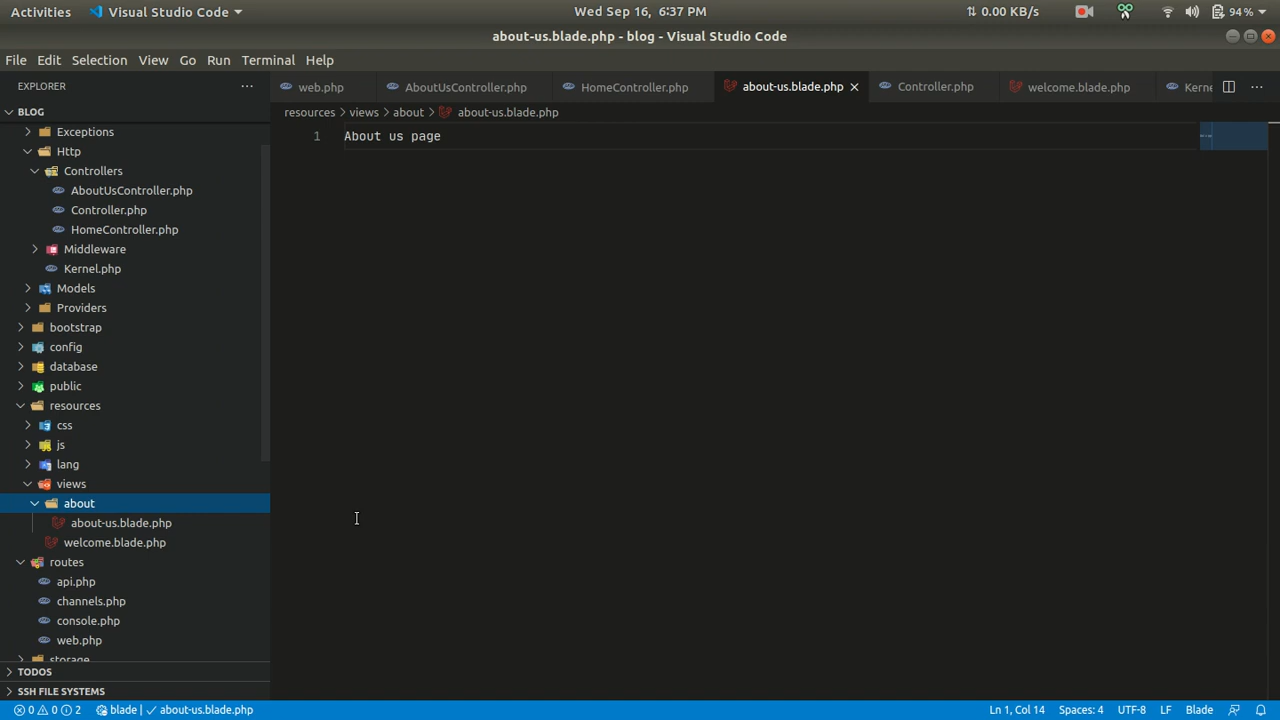 Activities
Visual Studio Code
Wed Sep 16, 6:37 PM
0.00 KB/s
94 %
about-us.blade.php - blog - Visual Studio Code
File Edit Selection View Go Run Terminal Help
EXPLORER
web.php
AboutUsController.php
HomeController.php
about-us.blade.php
Controller.php
welcome.blade.php
Kerne
BLOG
resources > views > about > about-us.blade.php
1 About us page
Exceptions
Http
Controllers
AboutUsController.php
Controller.php
HomeController.php
Middleware
Kernel.php
Models
Providers
bootstrap
config
database
public
resources
css
js
lang
views
about
about-us.blade.php
welcome.blade.php
routes
api.php
channels.php
console.php
web.php
storage
TODOS
SSH FILE SYSTEMS
0 0 2 blade | ✓ about-us.blade.php
Ln 1, Col 14 Spaces: 4 UTF-8 LF Blade